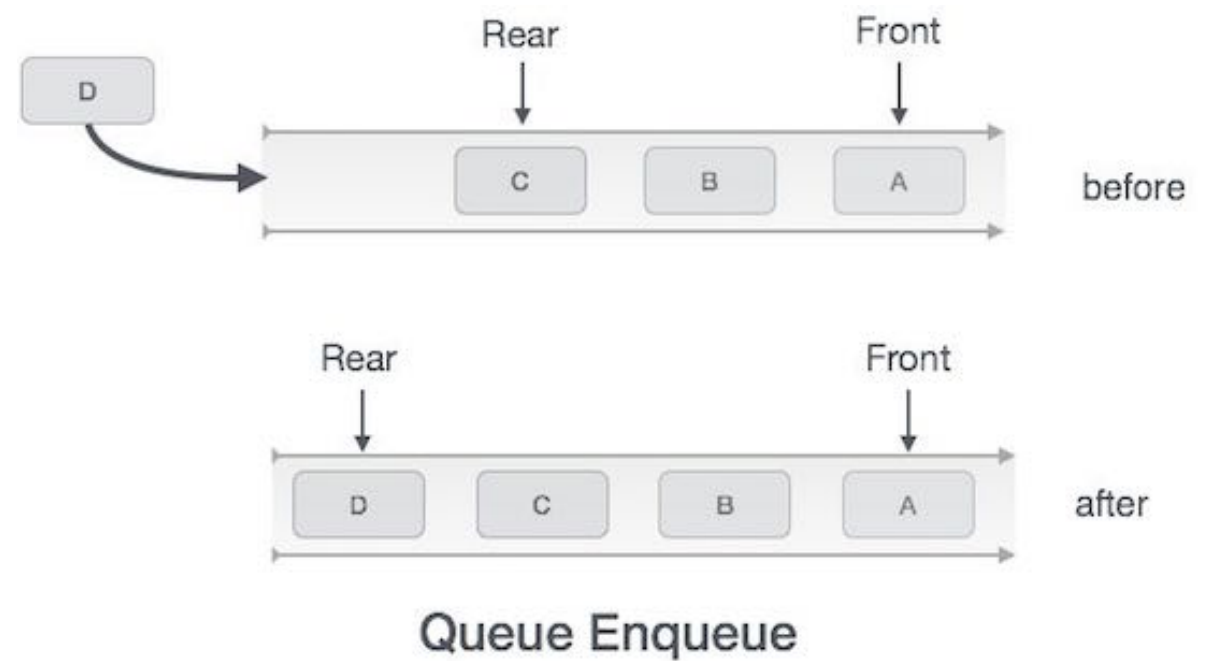 Rear Front
D
C B A
before
Rear Front
D C B A
after
Queue Enqueue